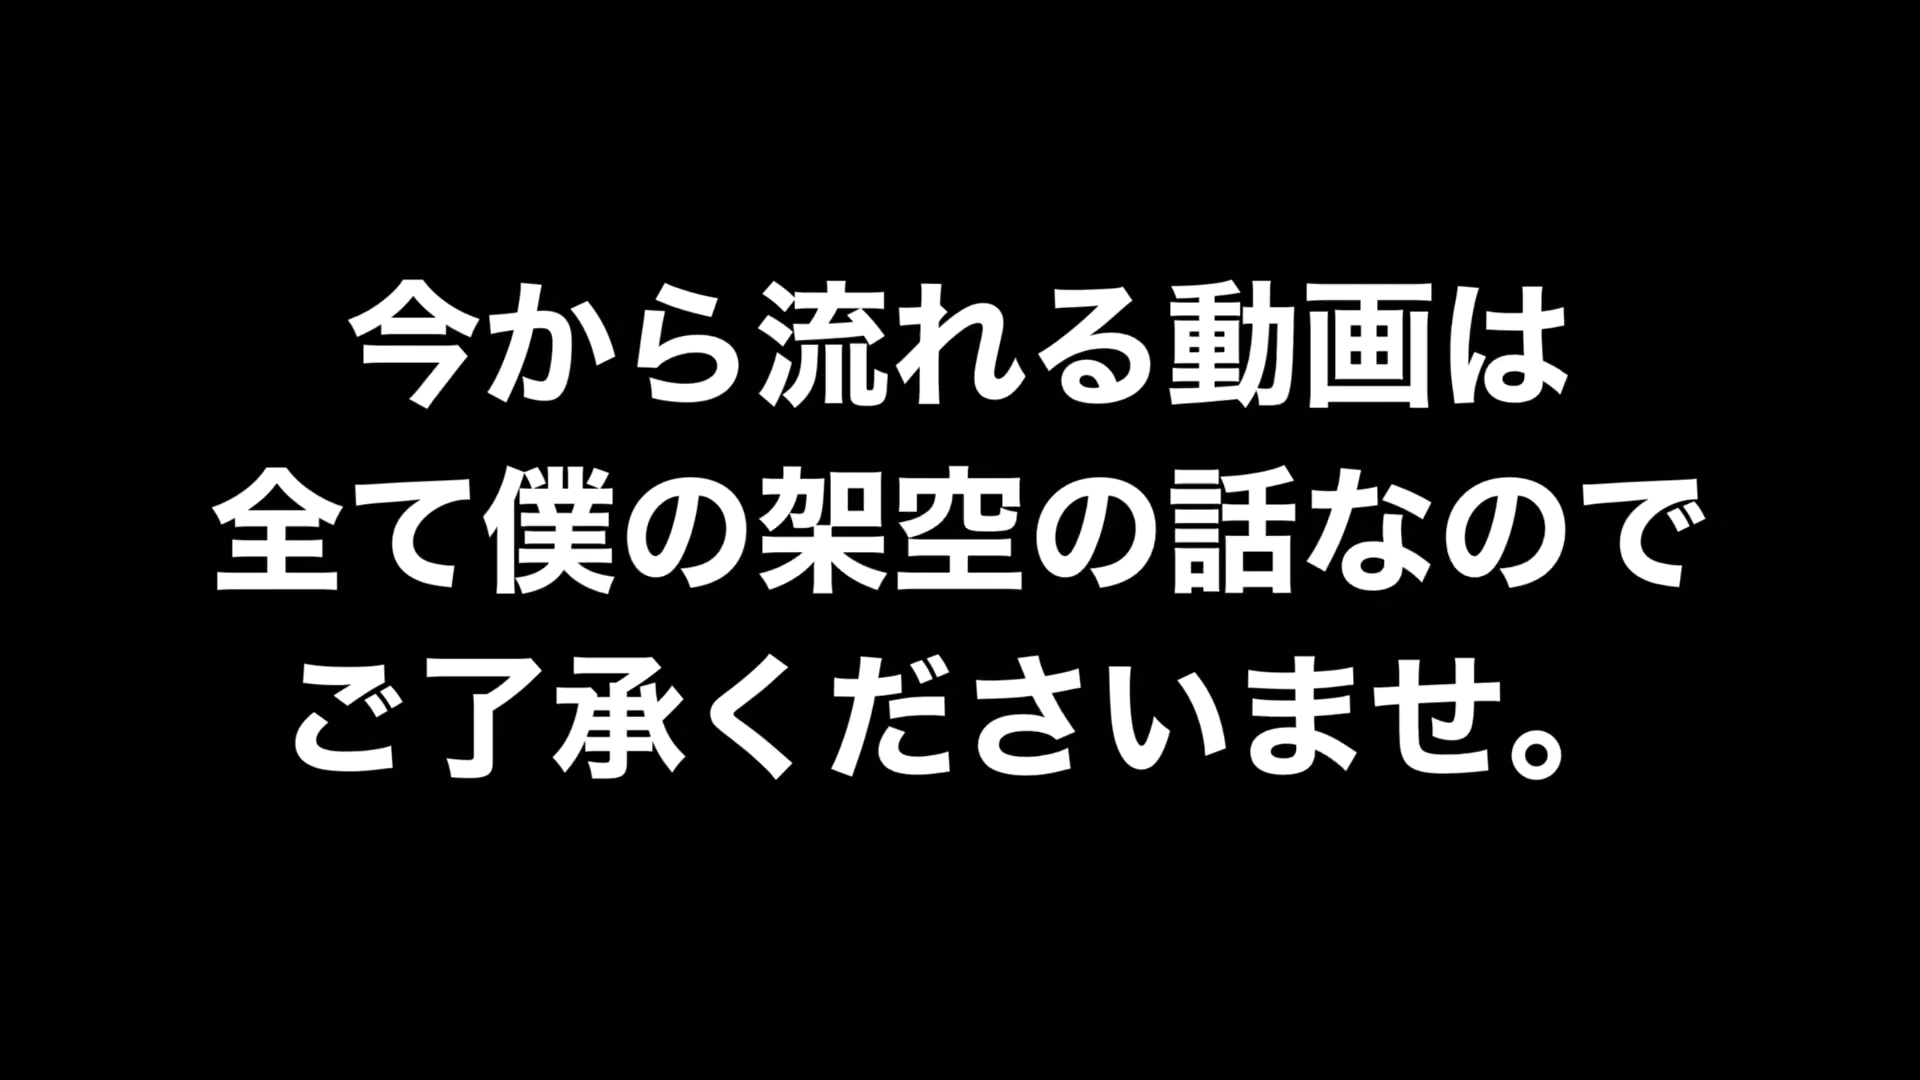 今から流れる動画は
全て僕の架空の話なので
ご了承くださいませ。